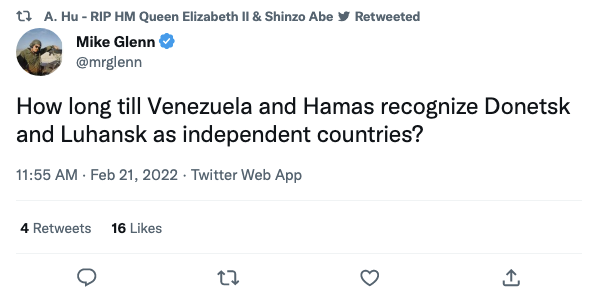 A. Hu - RIP HM Queen Elizabeth II & Shinzo Abe Retweeted
Mike Glenn
@mrglenn
How long till Venezuela and Hamas recognize Donetsk
and Luhansk as independent countries?
11:55 AM · Feb 21, 2022 · Twitter Web App
4 Retweets 16 Likes